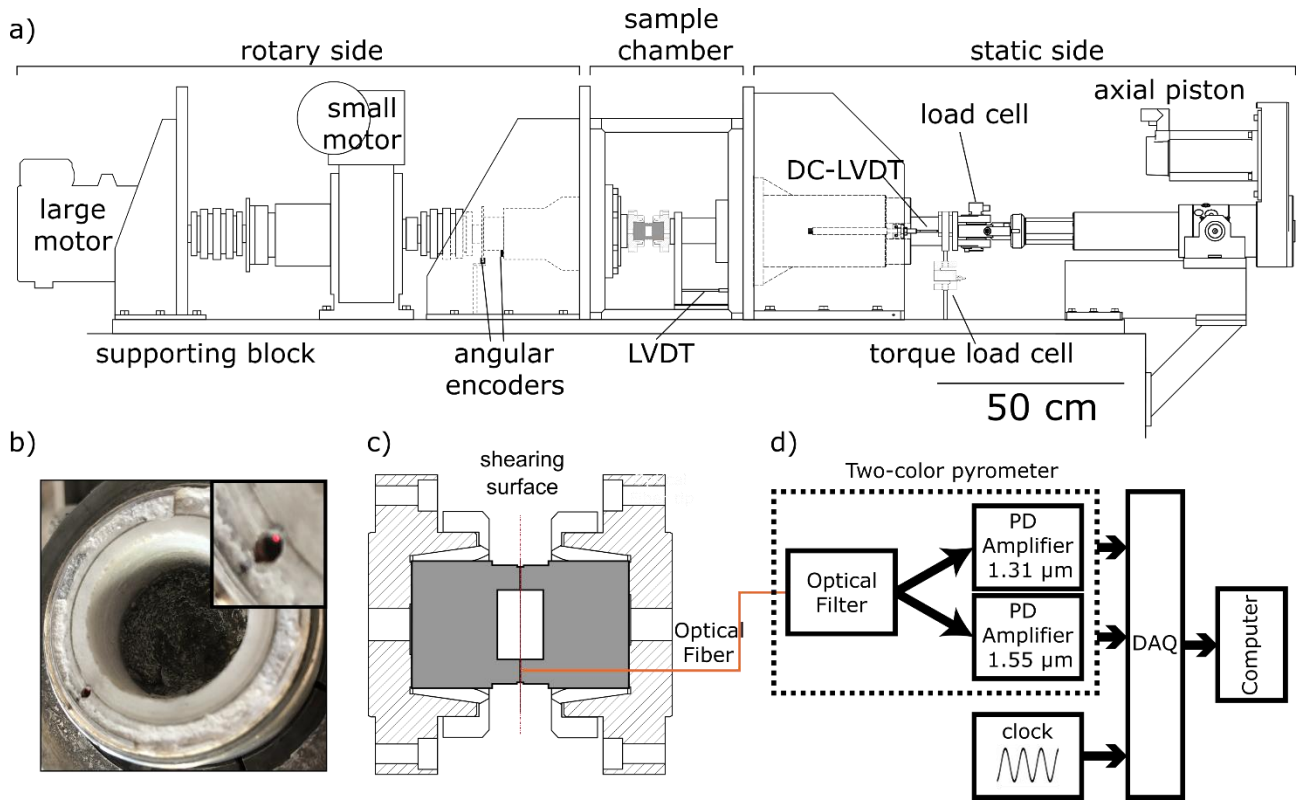 a)
rotary side
sample
chamber
static side
large
motor
small
motor
load cell
axial piston
DC-LVDT
supporting block
angular
encoders
LVDT
torque load cell
50 cm
b)
c)
shearing
surface
Optical
Fiber
d)
Two-color pyrometer
Optical
Filter
PD
Amplifier
1.31 µm
PD
Amplifier
1.55 µm
clock
DAQ
Computer